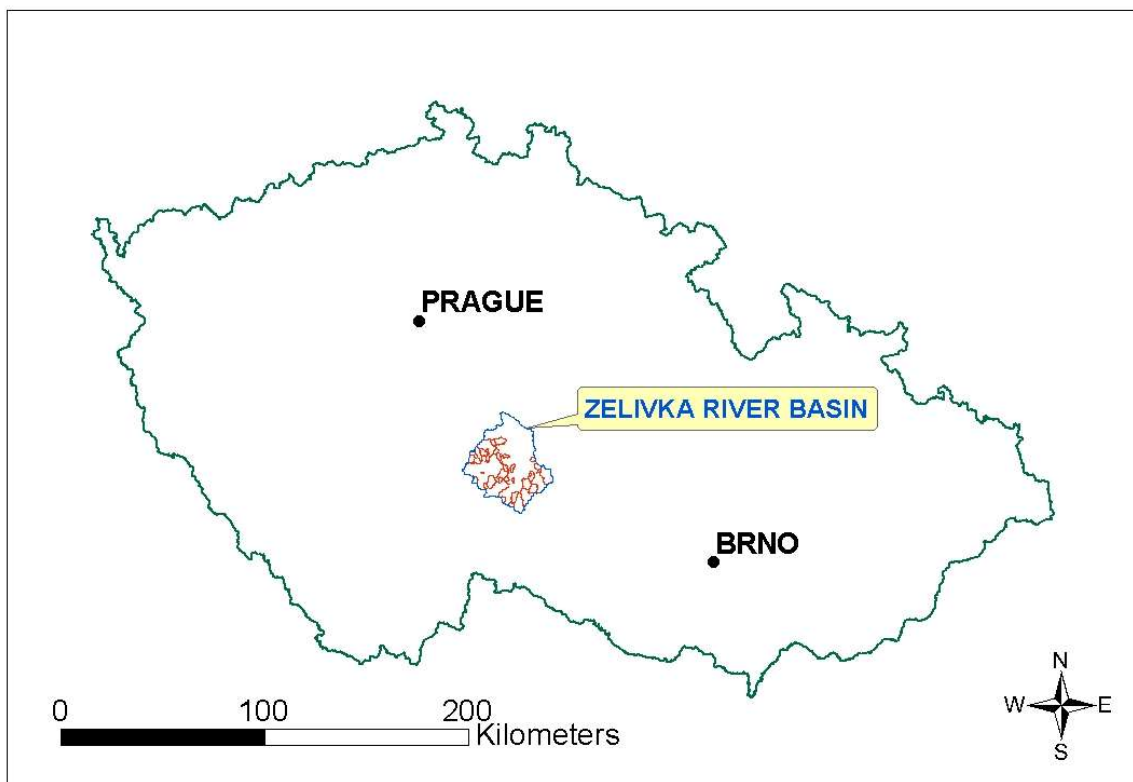 PRAGUE
ZELIVKA RIVER BASIN
BRNO
N
W E
S
0 100 200
Kilometers